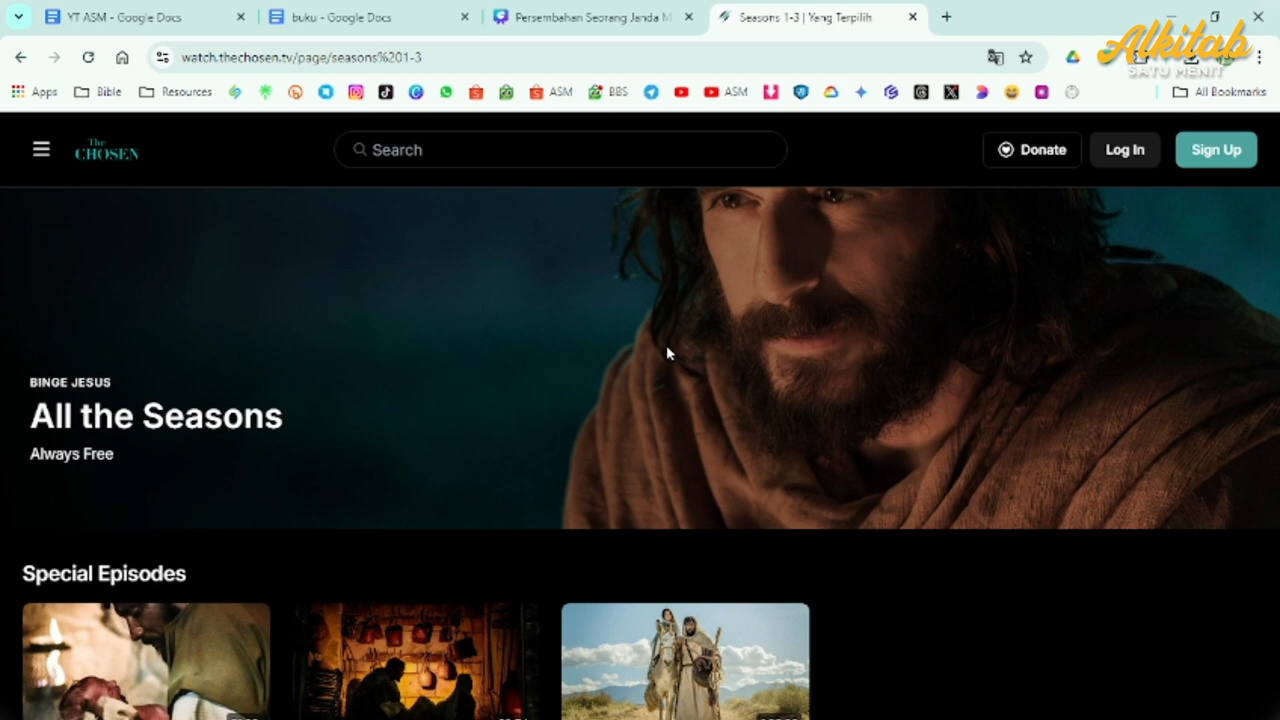 YT ASM - Google Docs
buku - Google Docs
Persembahan Seorang Janda M
Seasons 1-3 | Yang Terpilih
watch.thechosen.tv/page/seasons%201-3
Alkitab
SATU MENIT
Apps
Bible
Resources
ASM
BBS
ASM
All Bookmarks
The
CHOSEN
Search
Donate
Log In
Sign Up
BINGE JESUS
All the Seasons
Always Free
Special Episodes